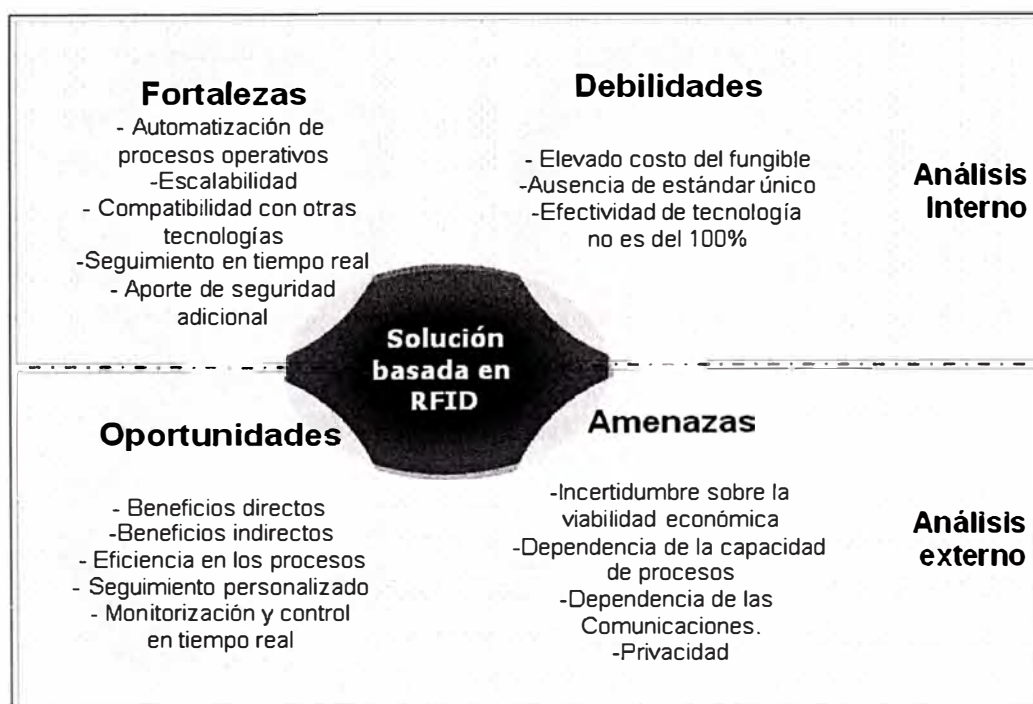 Fortalezas
- Automatización de
procesos operativos
-Escalabilidad
- Compatibilidad con otras
tecnologías
-Seguimiento en tiempo real
- Aporte de seguridad
adicional
Debilidades
- Elevado costo del fungible
-Ausencia de estándar único
-Efectividad de tecnología
no es del 100%
Análisis
Interno
Solución
basada en
RFID
Oportunidades
- Beneficios directos
-Beneficios indirectos
- Eficiencia en los procesos
- Seguimiento personalizado
- Monitorización y control
en tiempo real
Amenazas
-Incertidumbre sobre la
viabilidad económica
-Dependencia de la capacidad
de procesos
-Dependencia de las
Comunicaciones.
-Privacidad
Análisis
externo